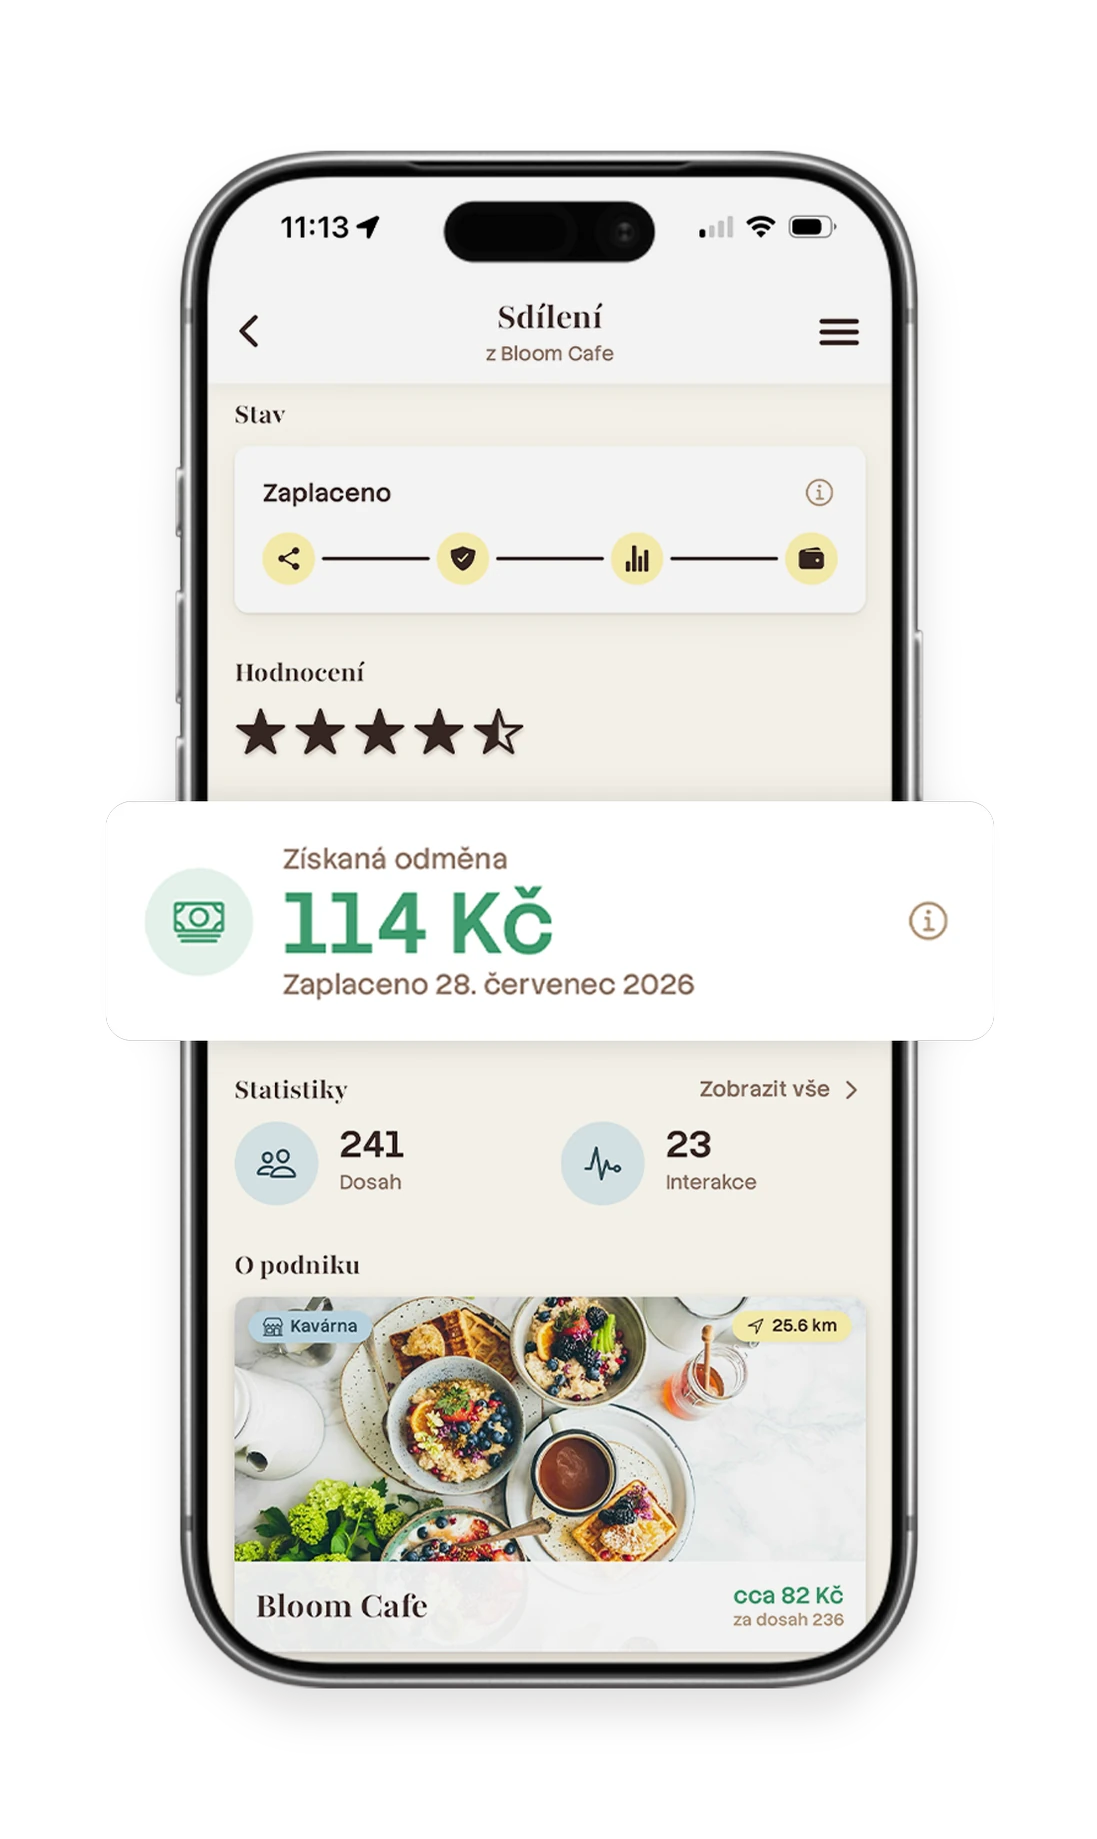 11:13
Sdílení
z Bloom Cafe
Stav
Zaplaceno
Hodnocení
Získaná odměna
114 Kč
Zaplaceno 28. červenec 2026
Statistiky
Zobrazit vše
241
Dosah
23
Interakce
O podniku
Kavárna
25.6 km
Bloom Cafe
cca 82 Kč
za dosah 236